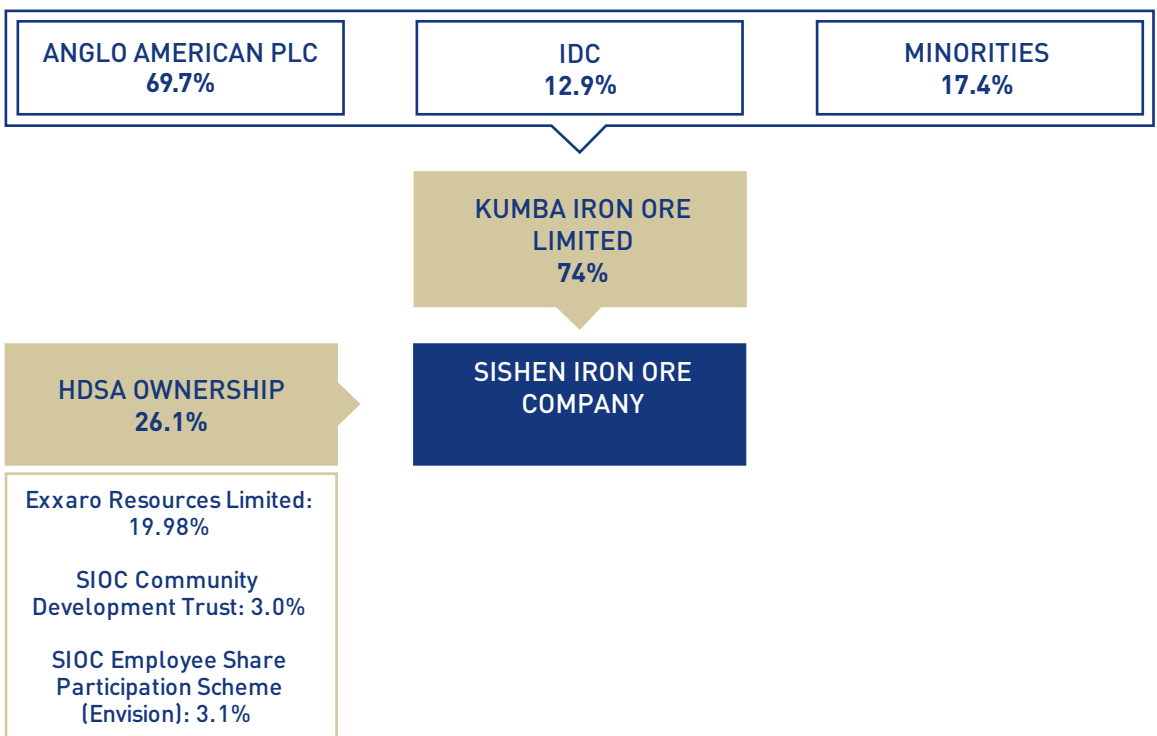 ANGLO AMERICAN PLC
69.7%
IDC
12.9%
MINORITIES
17.4%
KUMBA IRON ORE
LIMITED
74%
HDSA OWNERSHIP
26.1%
SISHEN IRON ORE
COMPANY
Exxaro Resources Limited:
19.98%
SIOC Community
Development Trust: 3.0%
SIOC Employee Share
Participation Scheme
(Envision): 3.1%